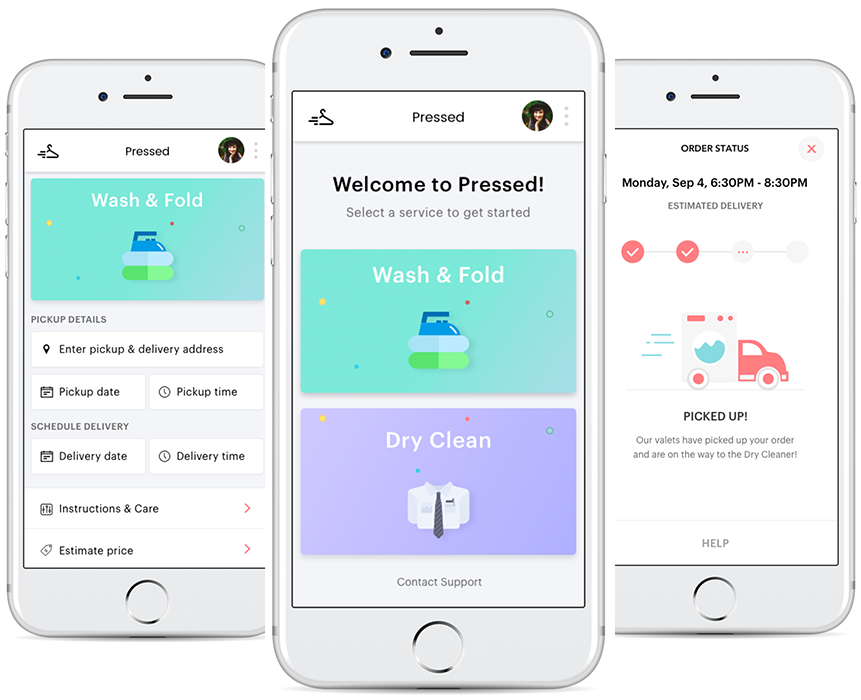 Pressed
Wash & Fold
PICKUP DETAILS
Enter pickup & delivery address
Pickup date
Pickup time
SCHEDULE DELIVERY
Delivery date
Delivery time
Instructions & Care
Estimate price
Pressed
Welcome to Pressed!
Select a service to get started
Wash & Fold
Dry Clean
Contact Support
ORDER STATUS
Monday, Sep 4, 6:30PM - 8:30PM
ESTIMATED DELIVERY
PICKED UP!
Our valets have picked up your order
and are on the way to the Dry Cleaner!
HELP